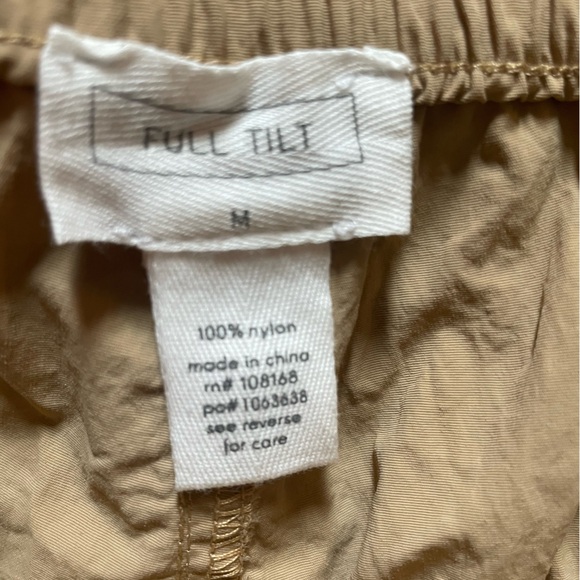 FULL TILT
M
100% nylon
made in china
rn# 108168
po# 1063638
see reverse
for care